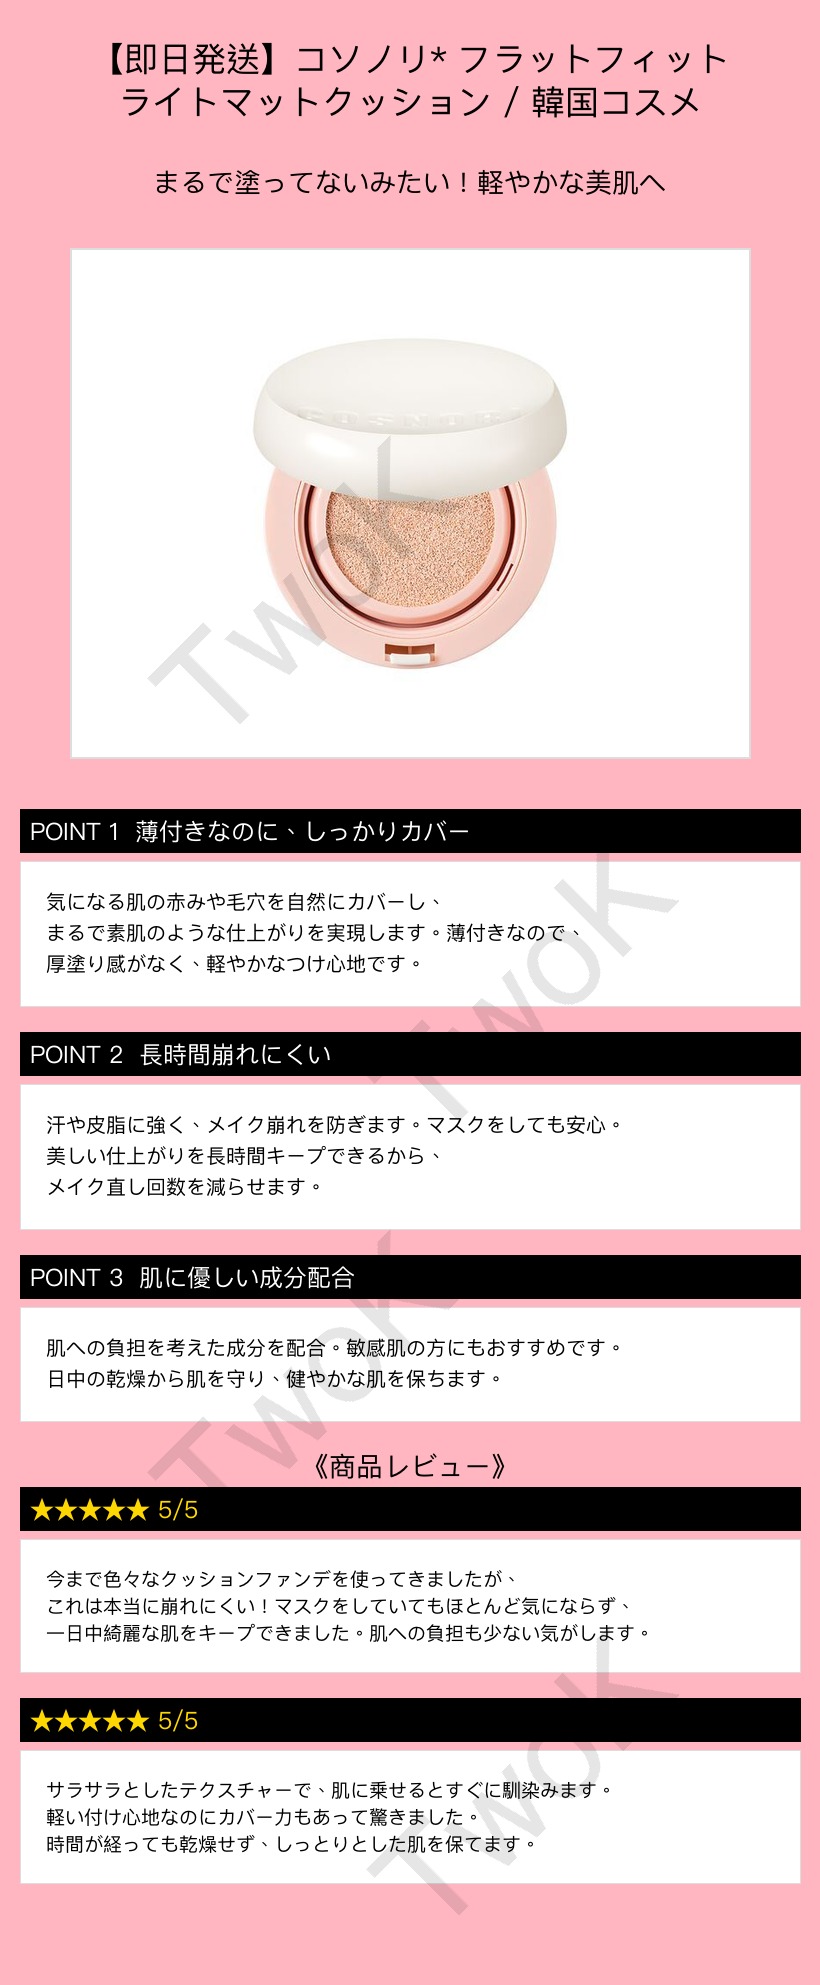 【即日発送】コソノリ* フラットフィット
ライトマットクッション / 韓国コスメ
まるで塗ってないみたい！軽やかな美肌へ
COSNORI
TwoK
POINT 1 薄付きなのに、しっかりカバー
気になる肌の赤みや毛穴を自然にカバーし、
まるで素肌のような仕上がりを実現します。薄付きなので、
厚塗り感がなく、軽やかなつけ心地です。
TwoK
POINT 2 長時間崩れにくい
汗や皮脂に強く、メイク崩れを防ぎます。マスクをしても安心。
美しい仕上がりを長時間キープできるから、
メイク直し回数を減らせます。
POINT 3 肌に優しい成分配合
肌への負担を考えた成分を配合。敏感肌の方にもおすすめです。
日中の乾燥から肌を守り、健やかな肌を保ちます。
TwoK
《商品レビュー》
★★★★★ 5/5
今まで色々なクッションファンデを使ってきましたが、
これは本当に崩れにくい！マスクをしていてもほとんど気にならず、
一日中綺麗な肌をキープできました。肌への負担も少ない気がします。
★★★★★ 5/5
サラサラとしたテクスチャーで、肌に乗せるとすぐに馴染みます。
軽い付け心地なのにカバー力もあって驚きました。
時間が経っても乾燥せず、しっとりとした肌を保てます。
TwoK